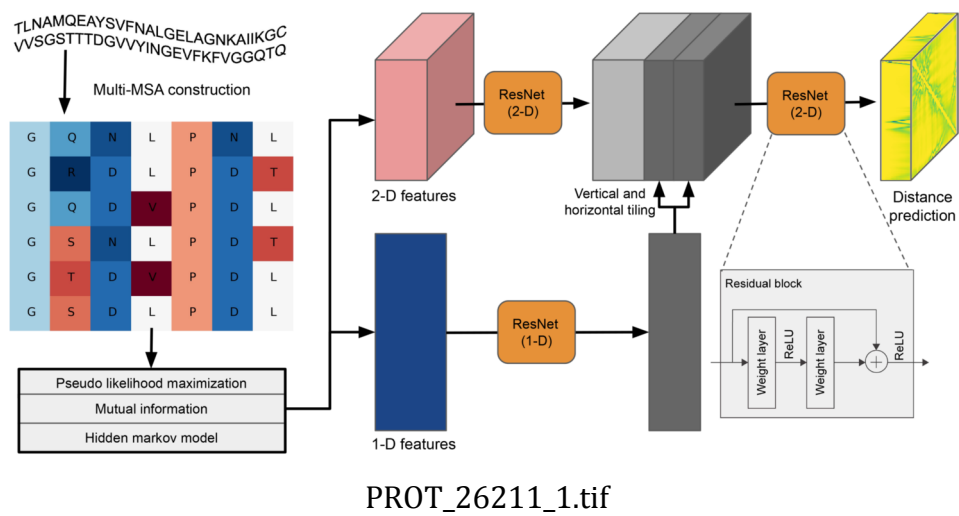 TLNAMQEAYSVFNALGELAGNKAIIKGC
VVSGSTTTDGVVYINGEVFKFVGGQTQ
Multi-MSA construction
G Q N L P N L
G R D L P D T
G Q D V P D L
G S N L P D T
G T D V P D L
G S D L P D L
Pseudo likelihood maximization
Mutual information
Hidden markov model
2-D features
ResNet
(2-D)
Vertical and
horizontal tiling
ResNet
(2-D)
Distance
prediction
1-D features
ResNet
(1-D)
Residual block
Weight layer
ReLU
Weight layer
ReLU
PROT_26211_1.tif